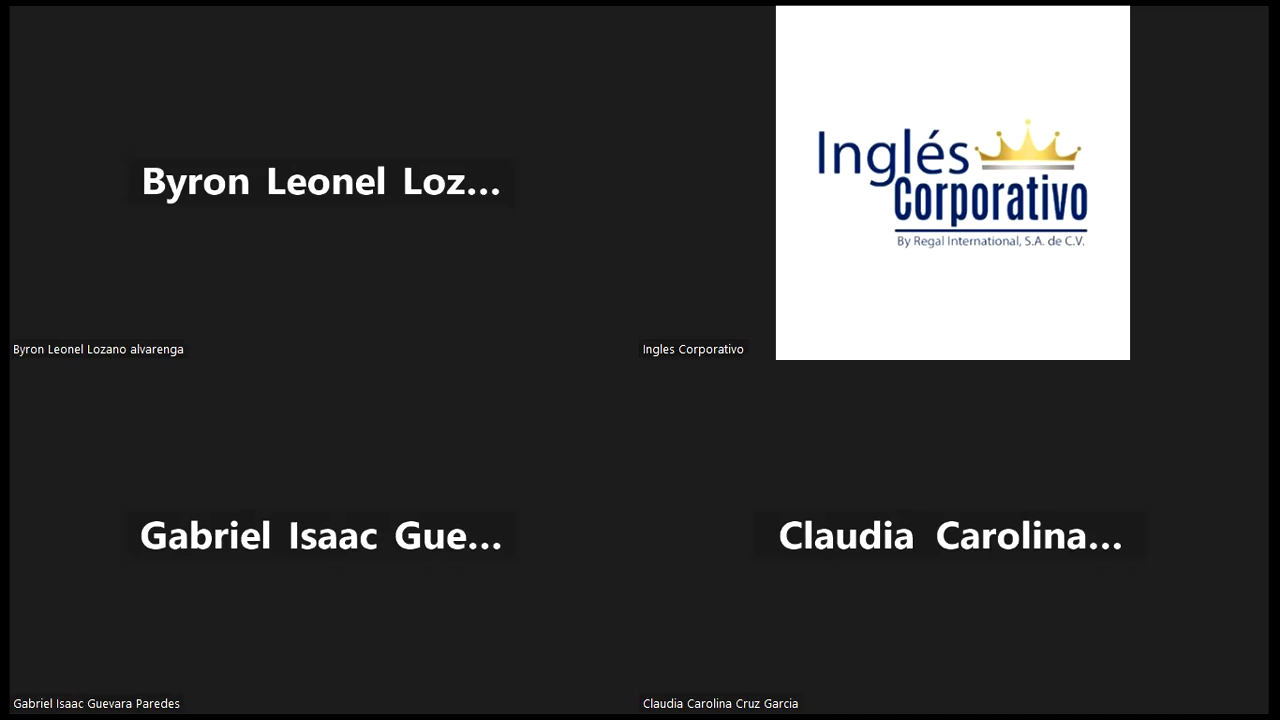 Byron Leonel Loz...
Byron Leonel Lozano alvarenga
Inglés
Corporativo
By Regal International, S.A. de C.V.
Ingles Corporativo
Gabriel Isaac Gue...
Gabriel Isaac Guevara Paredes
Claudia Carolina...
Claudia Carolina Cruz Garcia